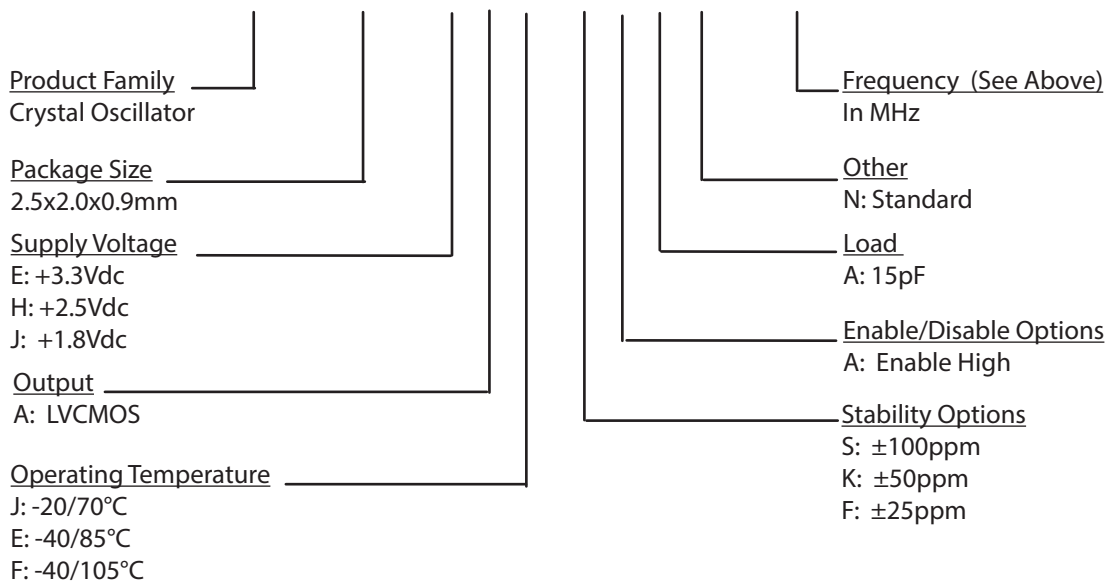 Product Family
Crystal Oscillator
Package Size
2.5x2.0x0.9mm
Supply Voltage
E: +3.3Vdc
H: +2.5Vdc
J: +1.8Vdc
Output
A: LVCMOS
Operating Temperature
J: -20/70°C
E: -40/85°C
F: -40/105°C
Frequency (See Above)
In MHz
Other
N: Standard
Load
A: 15pF
Enable/Disable Options
A: Enable High
Stability Options
S: ±100ppm
K: ±50ppm
F: ±25ppm